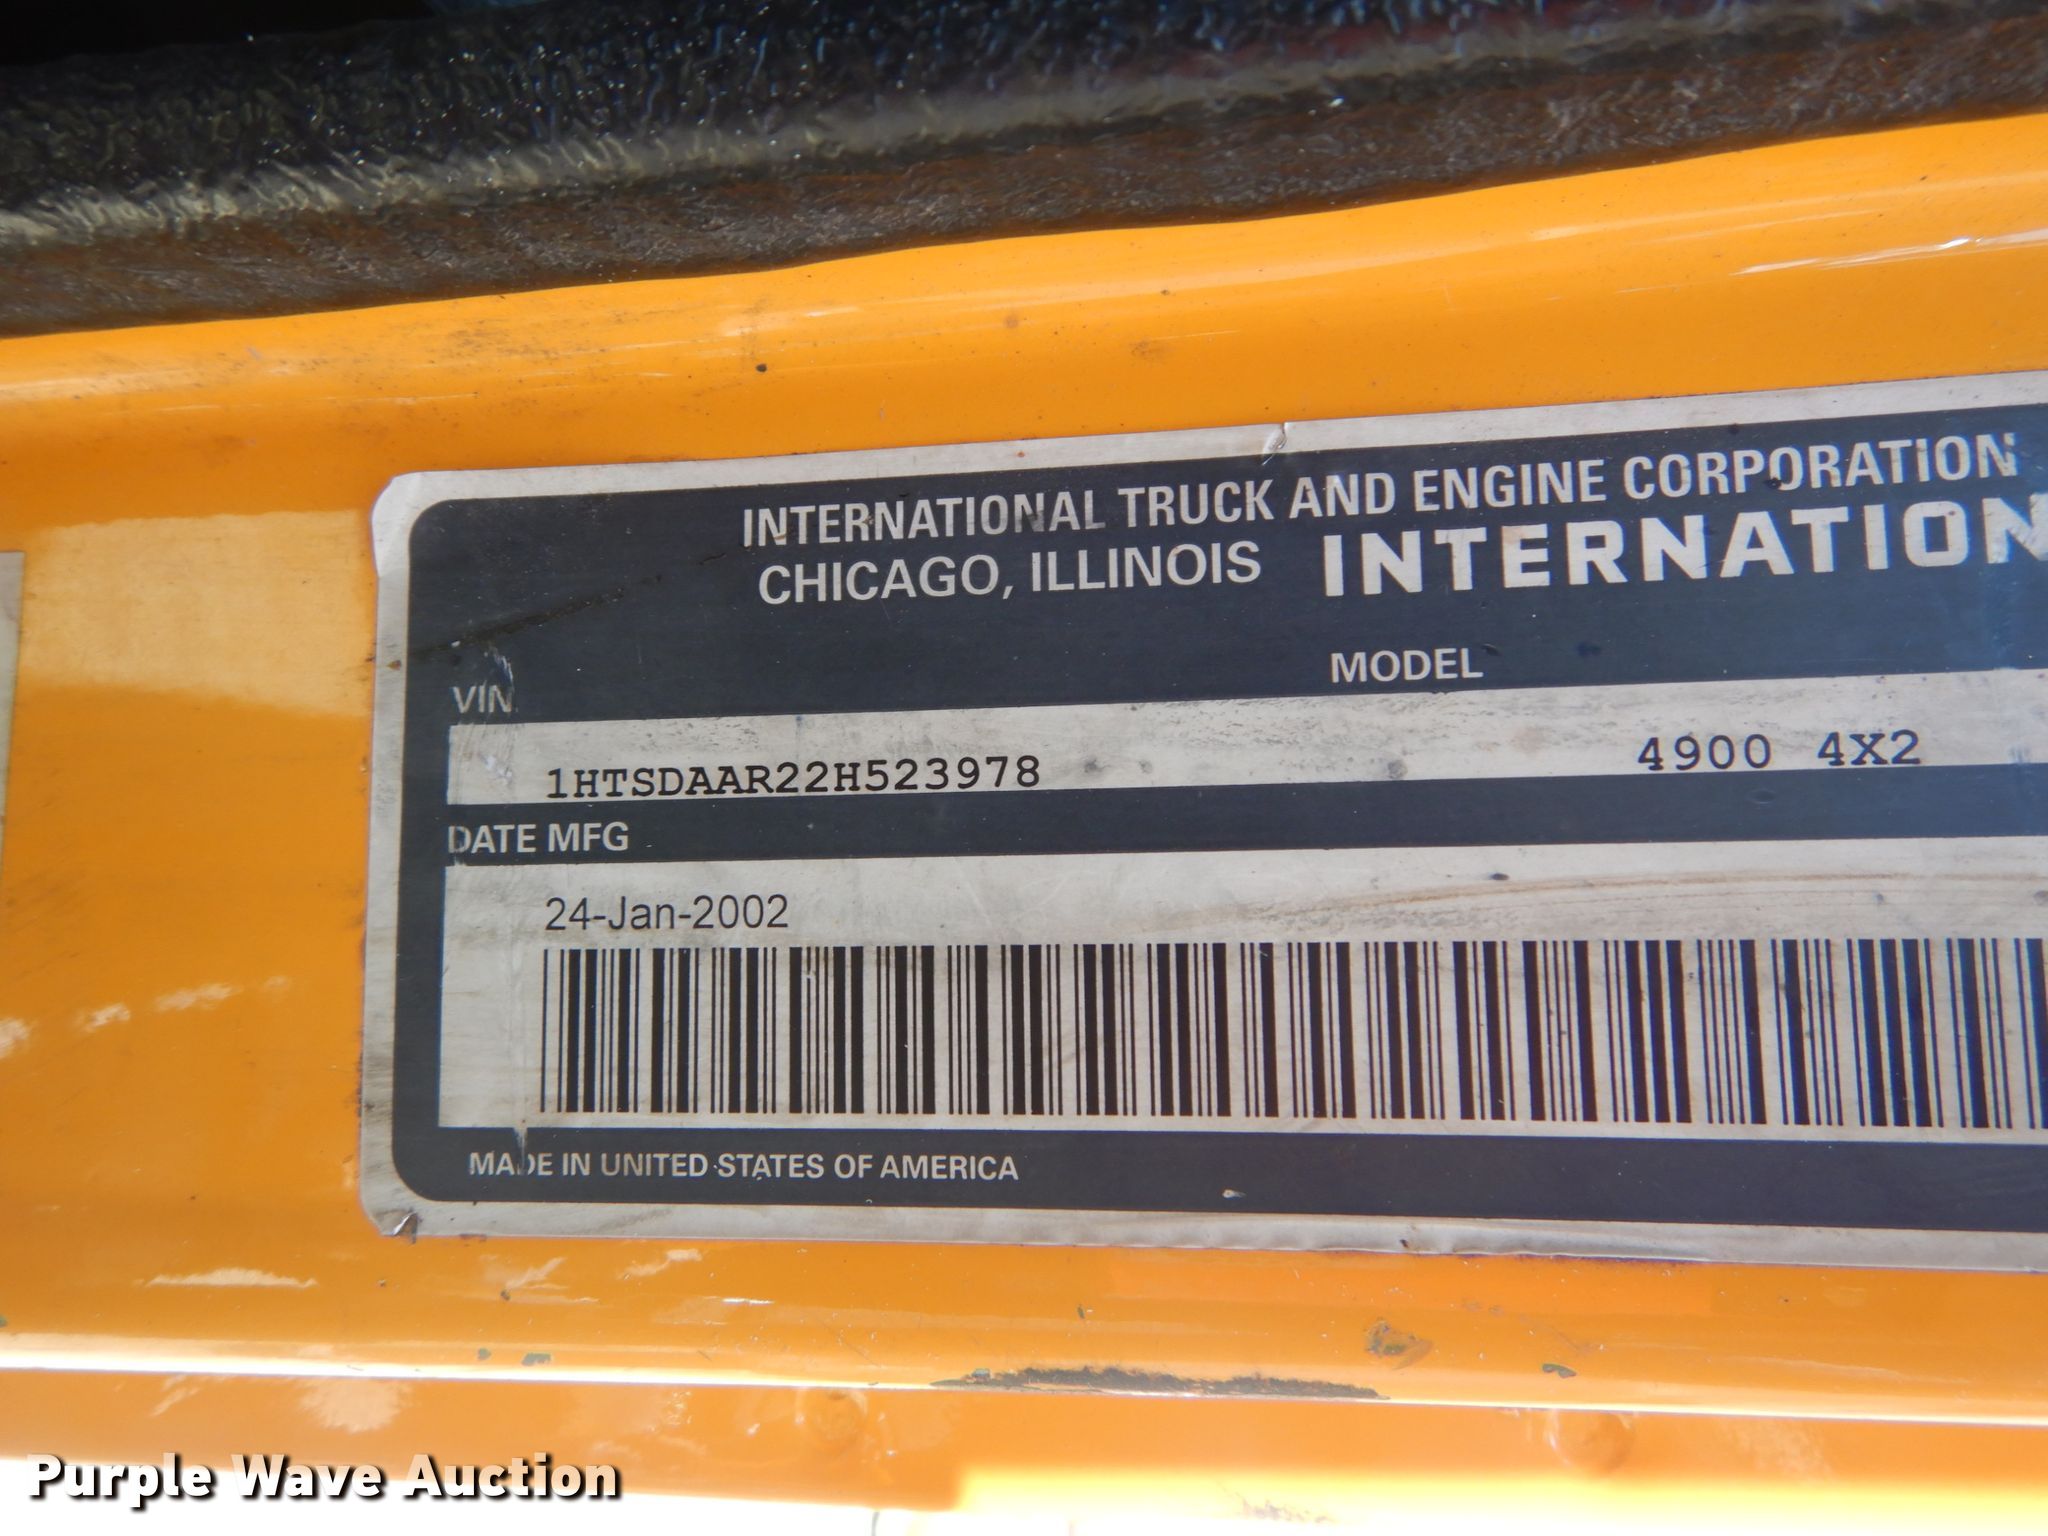 INTERNATIONAL TRUCK AND ENGINE CORPORATION
CHICAGO, ILLINOIS INTERNATION
VIN MODEL
1HTSDAAR22H523978 4900 4X2
DATE MFG
24-Jan-2002
MADE IN UNITED STATES OF AMERICA
Purple Wave Auction